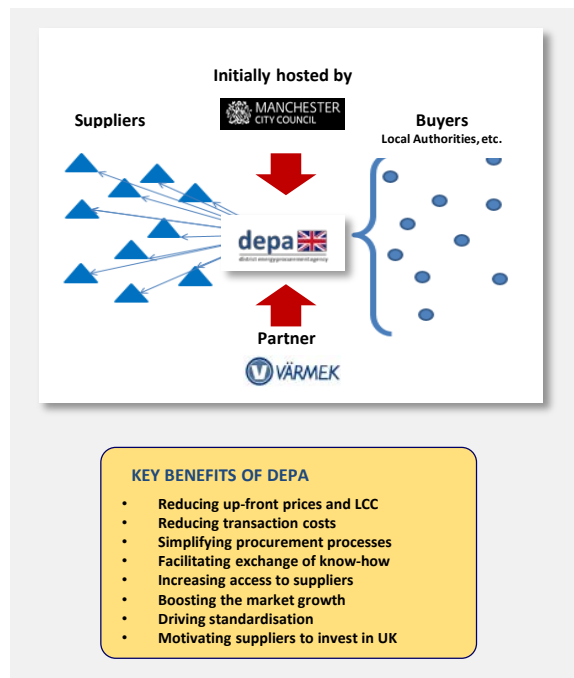 Initially hosted by
MANCHESTER
CITY COUNCIL
Suppliers
Buyers
Local Authorities, etc.
depa
district energy procurement agency
Partner
VÄRMEK
KEY BENEFITS OF DEPA
• Reducing up-front prices and LCC
• Reducing transaction costs
• Simplifying procurement processes
• Facilitating exchange of know-how
• Increasing access to suppliers
• Boosting the market growth
• Driving standardisation
• Motivating suppliers to invest in UK